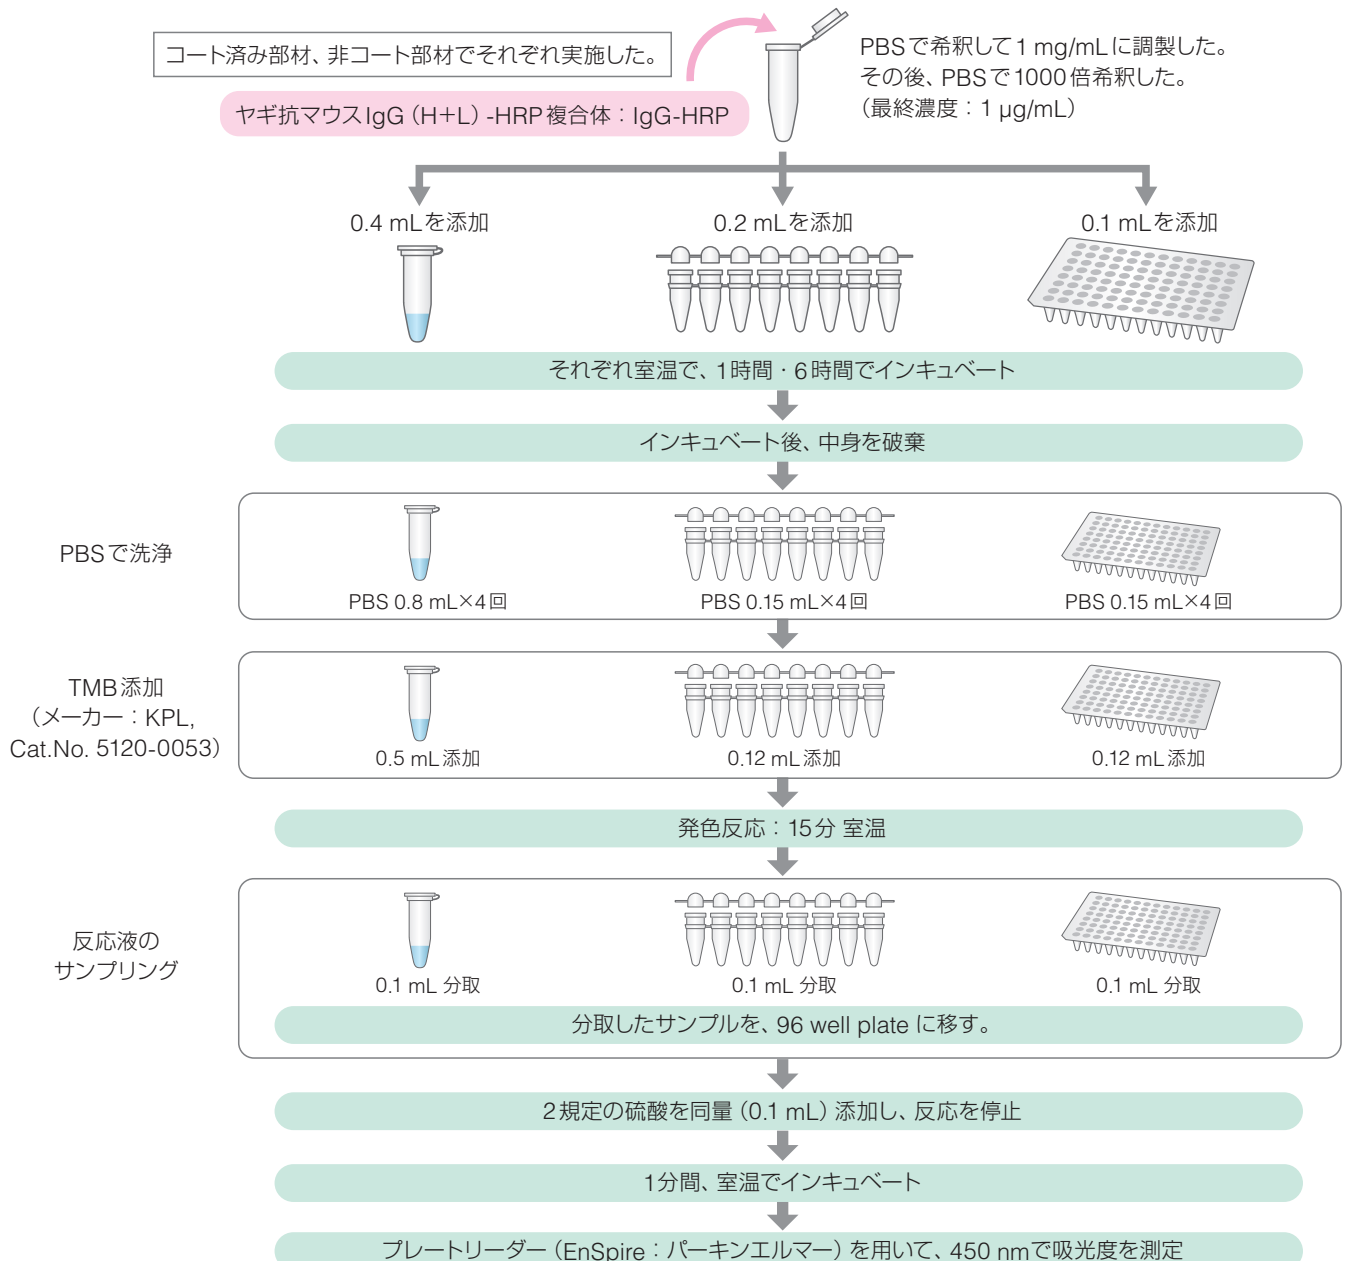 コート済み部材、非コート部材でそれぞれ実施した。
ヤギ抗マウスIgG（H+L）-HRP複合体：IgG-HRP
PBSで希釈して1 mg/mLに調製した。
その後、PBSで1000倍希釈した。
（最終濃度：1 µg/mL）
0.4 mLを添加
0.2 mLを添加
0.1 mLを添加
それぞれ室温で、1時間・6時間でインキュベート
インキュベート後、中身を破棄
PBSで洗浄
PBS 0.8 mL×4回
PBS 0.15 mL×4回
PBS 0.15 mL×4回
TMB添加
（メーカー：KPL,
Cat.No. 5120-0053）
0.5 mL添加
0.12 mL添加
0.12 mL添加
発色反応：15分 室温
反応液の
サンプリング
0.1 mL 分取
0.1 mL 分取
0.1 mL 分取
分取したサンプルを、96 well plate に移す。
2規定の硫酸を同量（0.1 mL）添加し、反応を停止
1分間、室温でインキュベート
プレートリーダー（EnSpire：パーキンエルマー）を用いて、450 nmで吸光度を測定